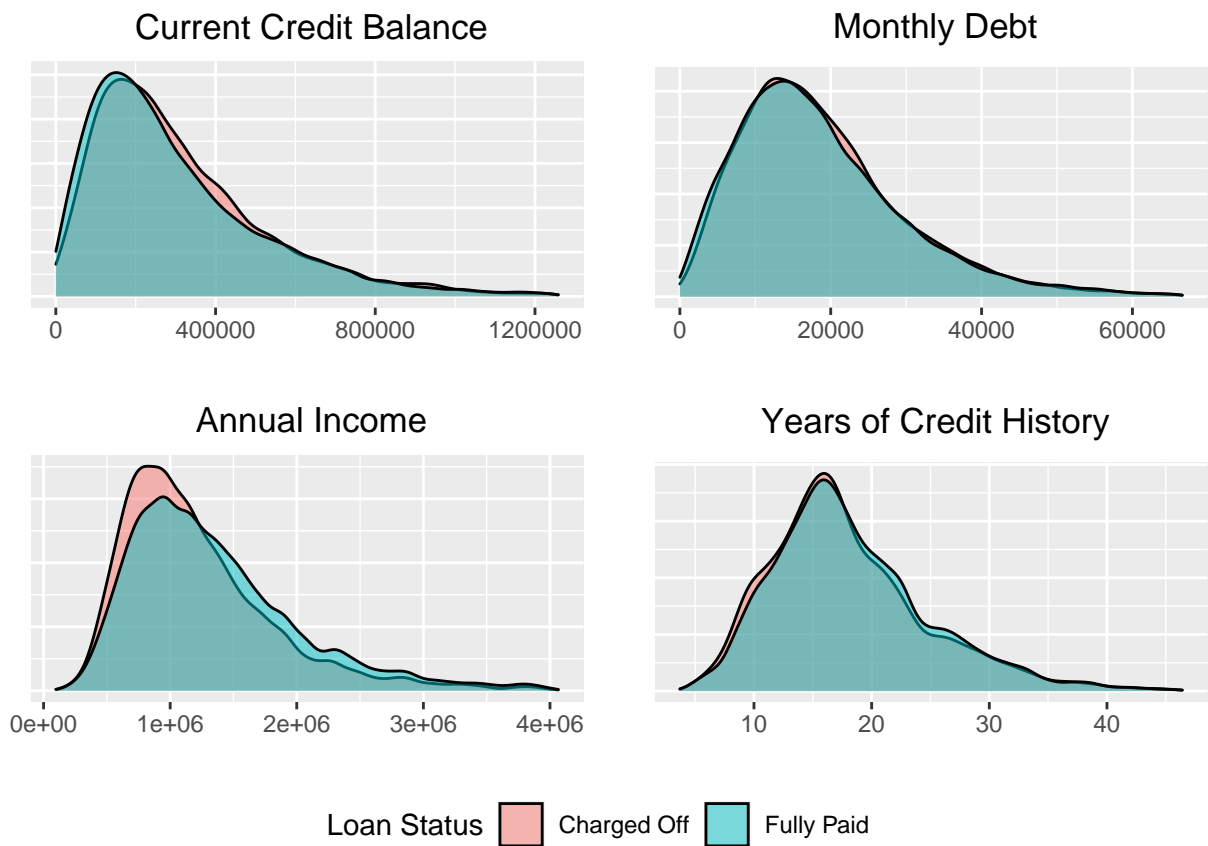 Current Credit Balance
Monthly Debt
0 400000 800000 1200000
0 20000 40000 60000
Annual Income
Years of Credit History
0e+00 1e+06 2e+06 3e+06 4e+06
10 20 30 40
Loan Status Charged Off Fully Paid